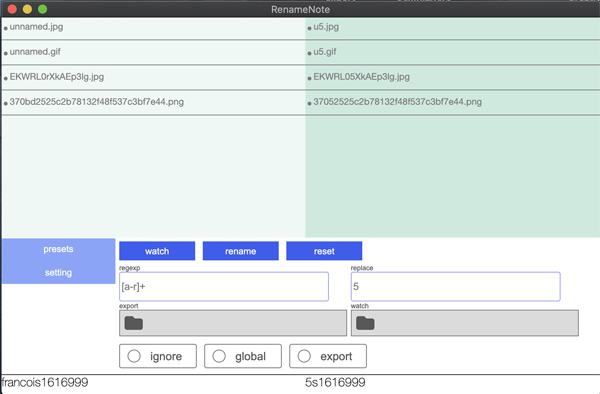 RenameNote
unnamed.jpg u5.jpg
unnamed.gif u5.gif
EKWRL0rXkAEp3lg.jpg EKWRL05XkAEp3lg.jpg
370bd2525c2b78132f48f537c3bf7e44.png 37052525c2b78132f48f537c3bf7e44.png
presets watch rename reset
regexp replace
setting [a-r]+ 5
export watch
ignore global export
francois1616999 5s1616999